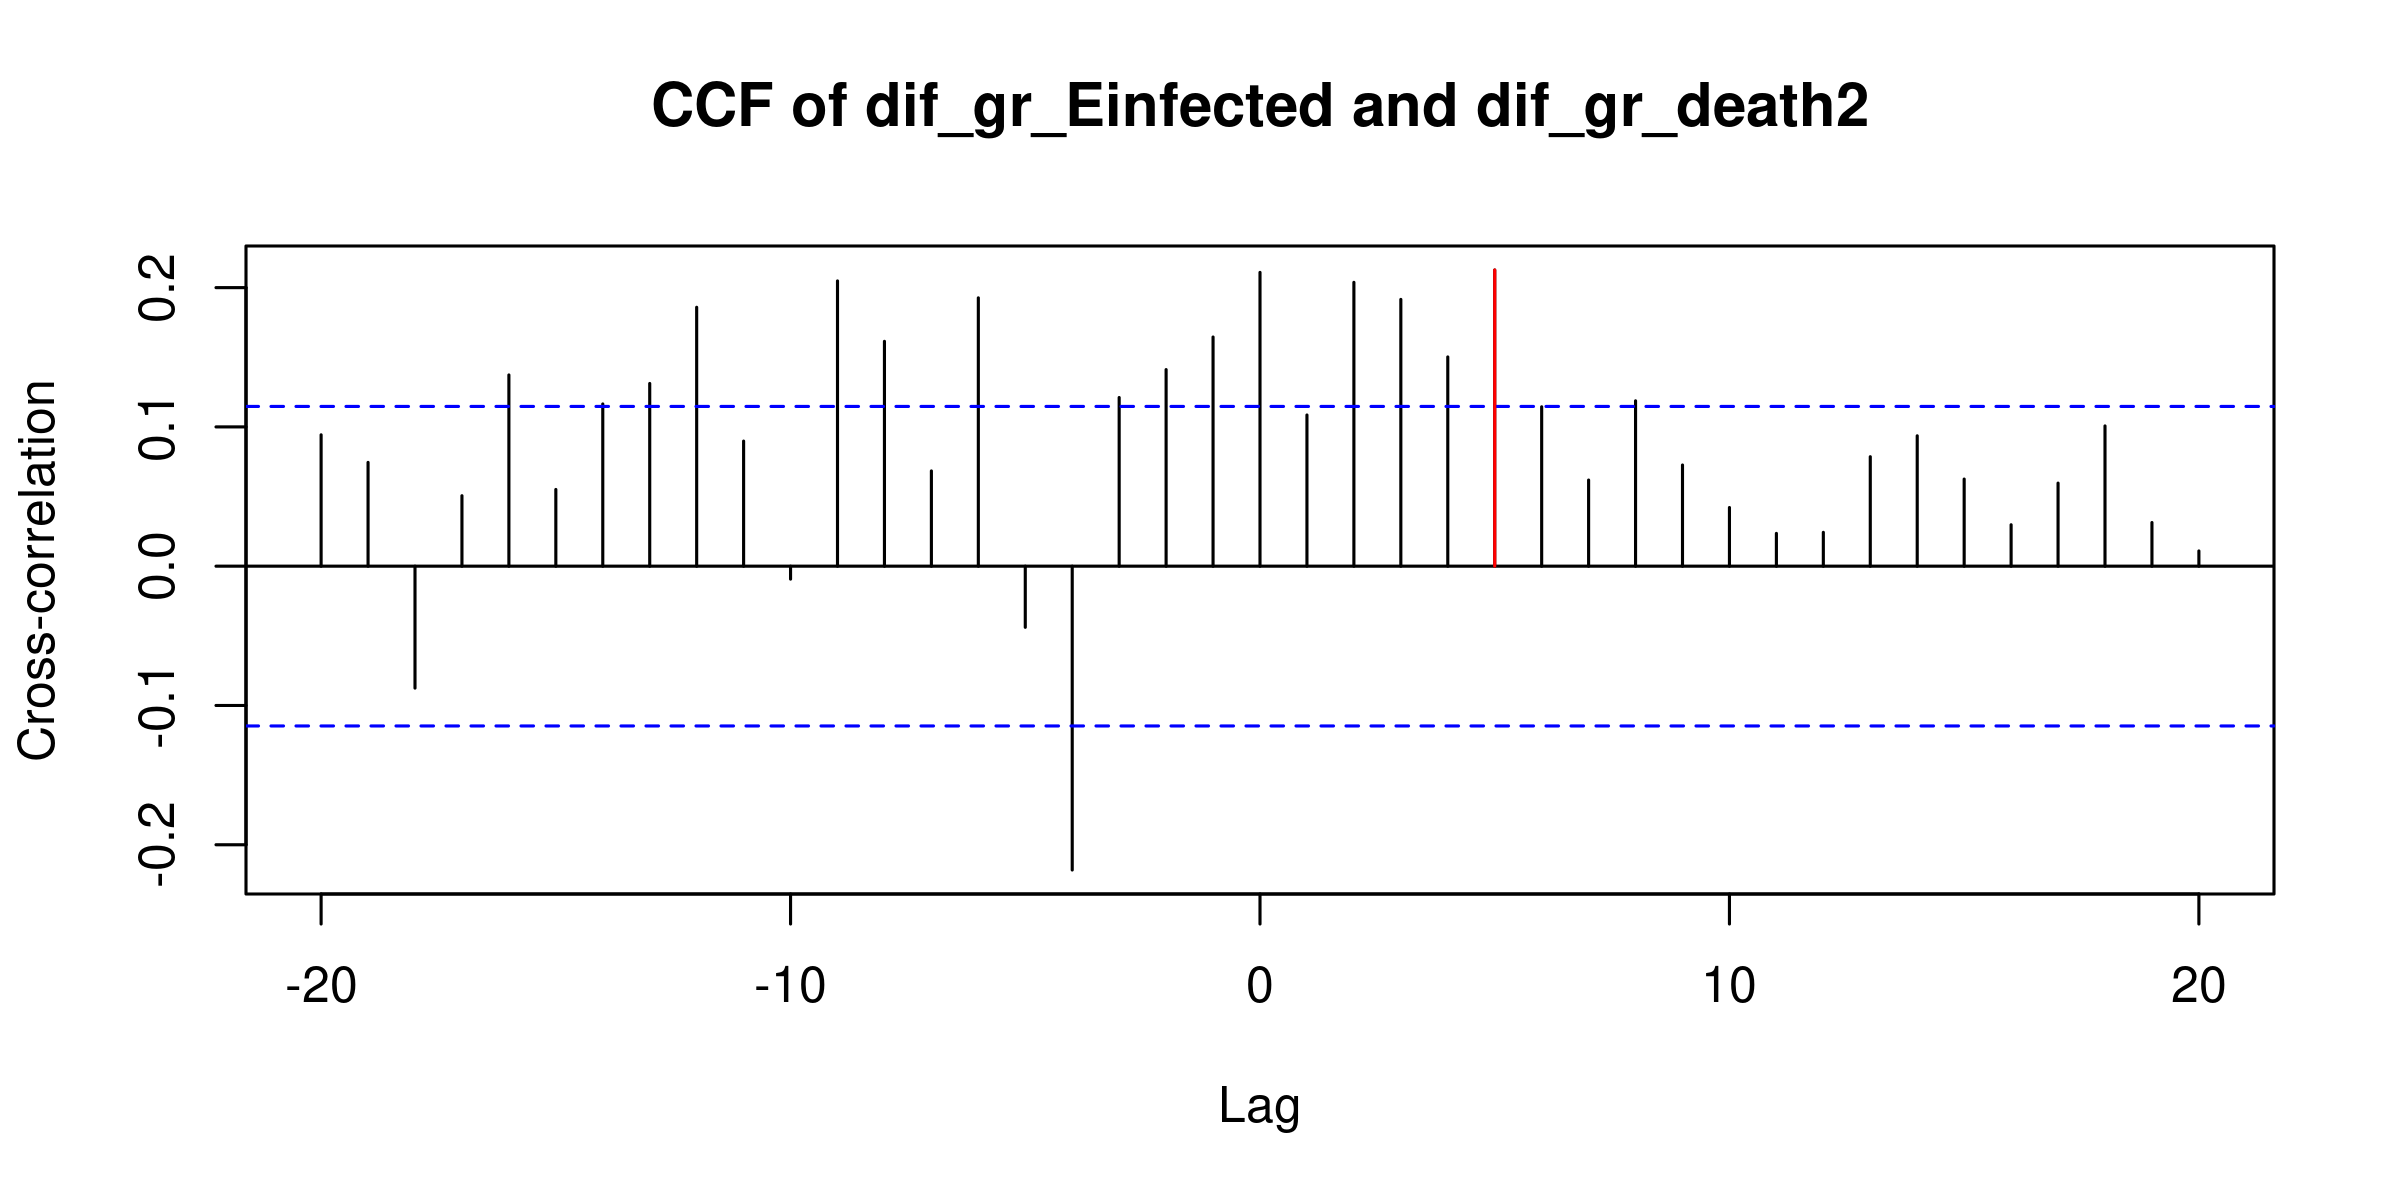 CCF of dif_gr_Einfected and dif_gr_death2
Cross-correlation
0.2
0.1
0.0
-0.1
-0.2
-20 -10 0 10 20
Lag